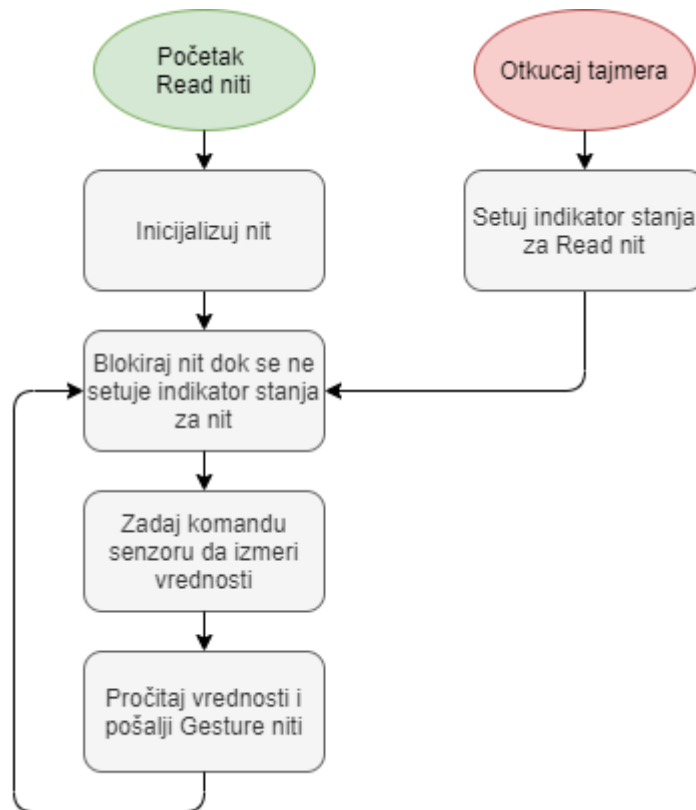 Početak
Read niti
Otkucaj tajmera
Inicijalizuj nit
Setuj indikator stanja
za Read nit
Blokiraj nit dok se ne
setuje indikator stanja
za nit
Zadaj komandu
senzoru da izmeri
vrednosti
Pročitaj vrednosti i
pošalji Gesture niti